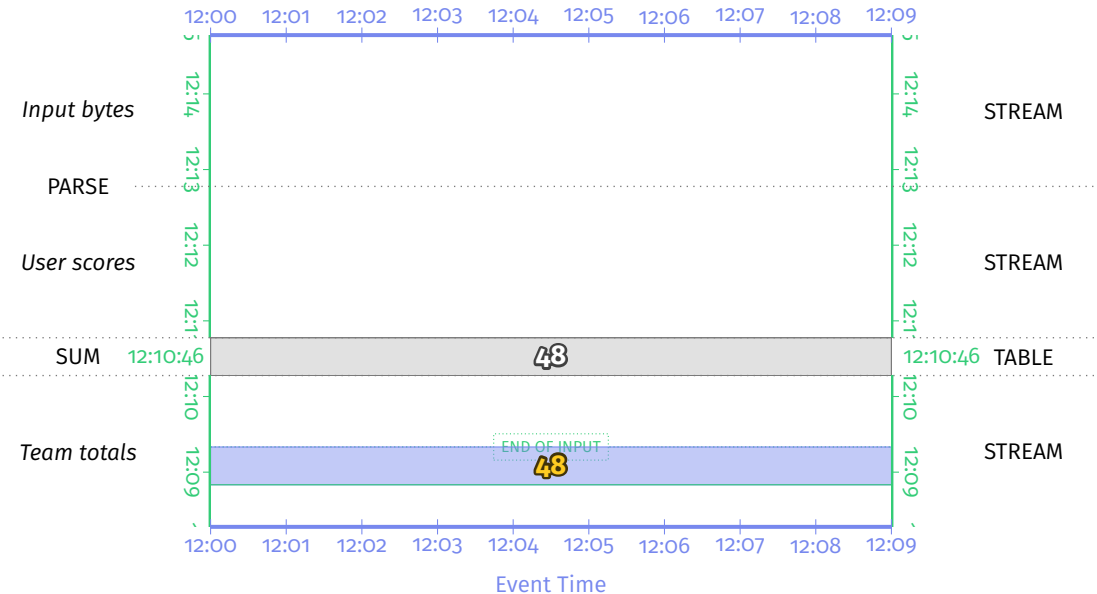 12:00 12:01 12:02 12:03 12:04 12:05 12:06 12:07 12:08 12:09
12:14 12:14
Input bytes STREAM
12:13 12:13
PARSE
12:12 12:12
User scores STREAM
12:1 12:1
SUM 12:10:46 48 12:10:46 TABLE
12:10 12:10
END OF INPUT
Team totals STREAM
48
12:09 12:09
12:00 12:01 12:02 12:03 12:04 12:05 12:06 12:07 12:08 12:09
Event Time